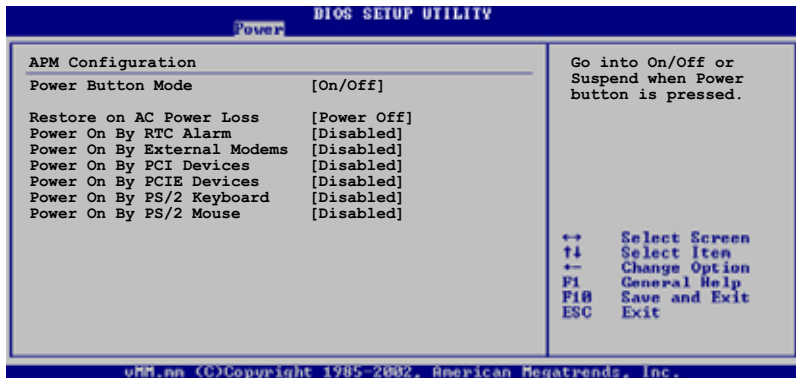 BIOS SETUP UTILITY
Power
APM Configuration
Power Button Mode [On/Off]
Restore on AC Power Loss [Power Off]
Power On By RTC Alarm [Disabled]
Power On By External Modems [Disabled]
Power On By PCI Devices [Disabled]
Power On By PCIE Devices [Disabled]
Power On By PS/2 Keyboard [Disabled]
Power On By PS/2 Mouse [Disabled]
Go into On/Off or
Suspend when Power
button is pressed.
↔ Select Screen
↑↓ Select Item
+- Change Option
F1 General Help
F10 Save and Exit
ESC Exit
vMM.mm (C)Copyright 1985-2002, American Megatrends, Inc.